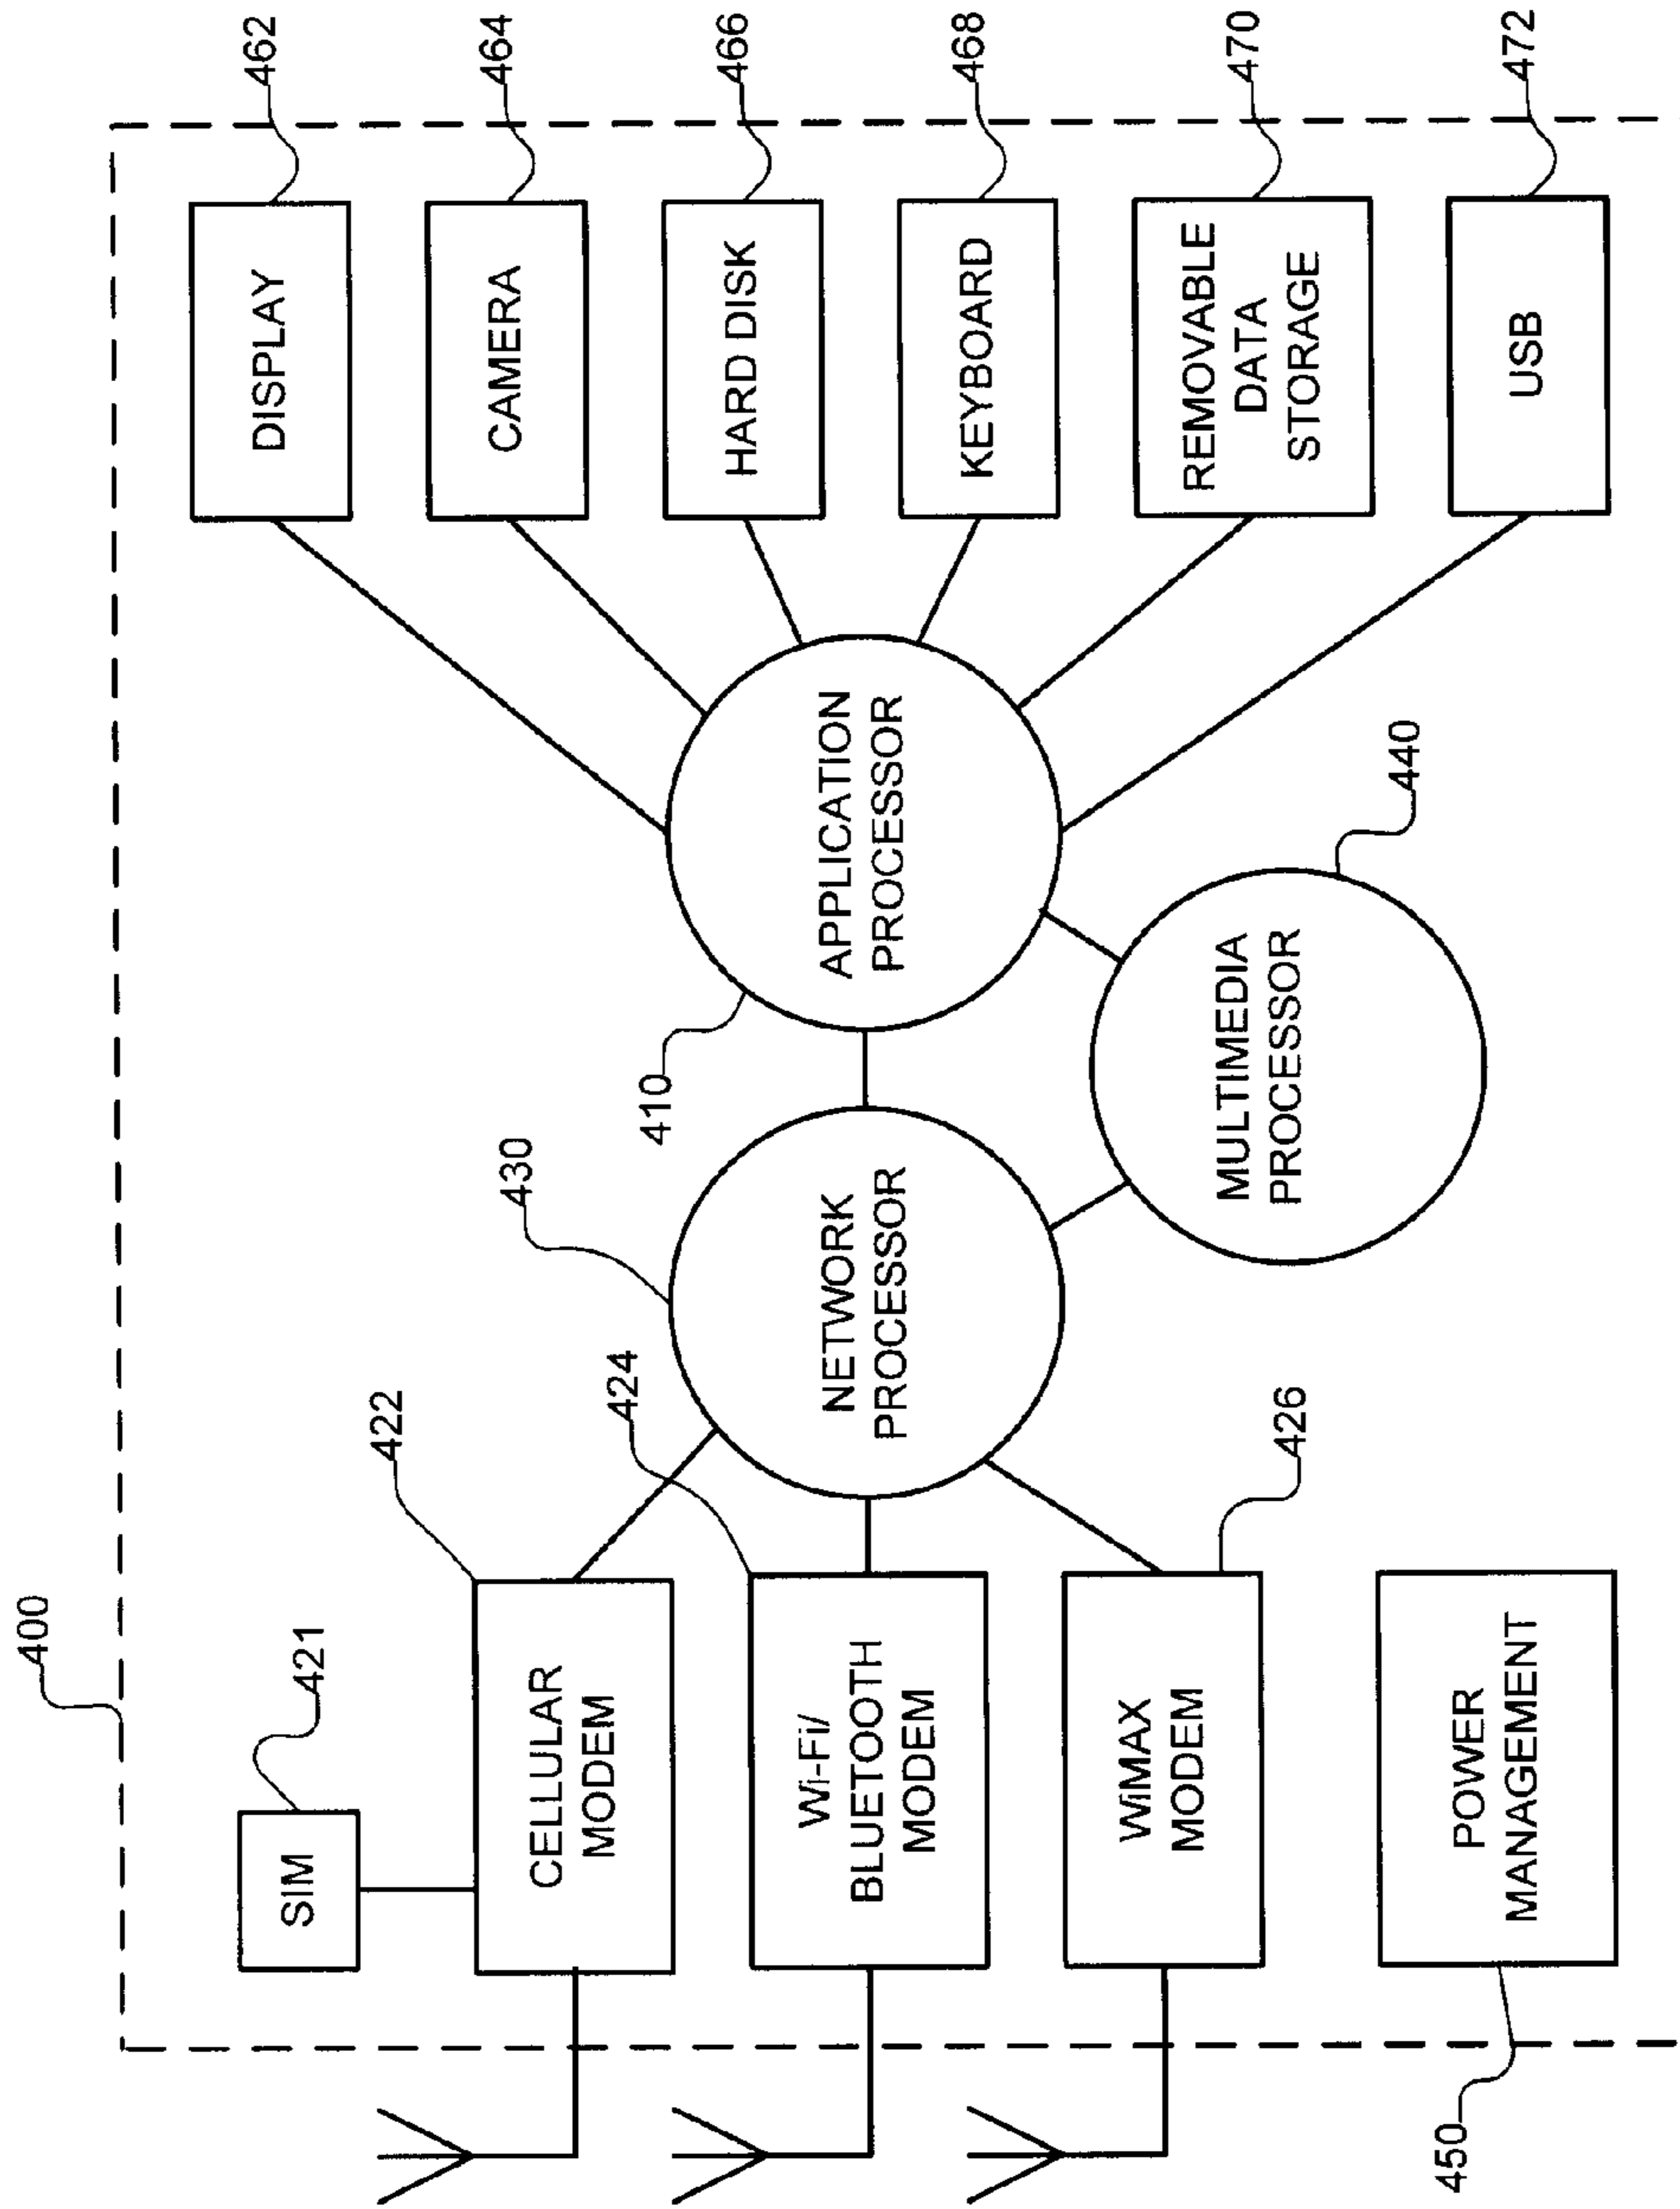 400
SIM
421
CELLULAR
MODEM
422
Wi-Fi/
BLUETOOTH
MODEM
424
WiMAX
MODEM
426
POWER
MANAGEMENT
450
NETWORK
PROCESSOR
430
APPLICATION
PROCESSOR
410
MULTIMEDIA
PROCESSOR
440
DISPLAY
462
CAMERA
464
HARD DISK
466
KEYBOARD
468
REMOVABLE
DATA
STORAGE
470
USB
472